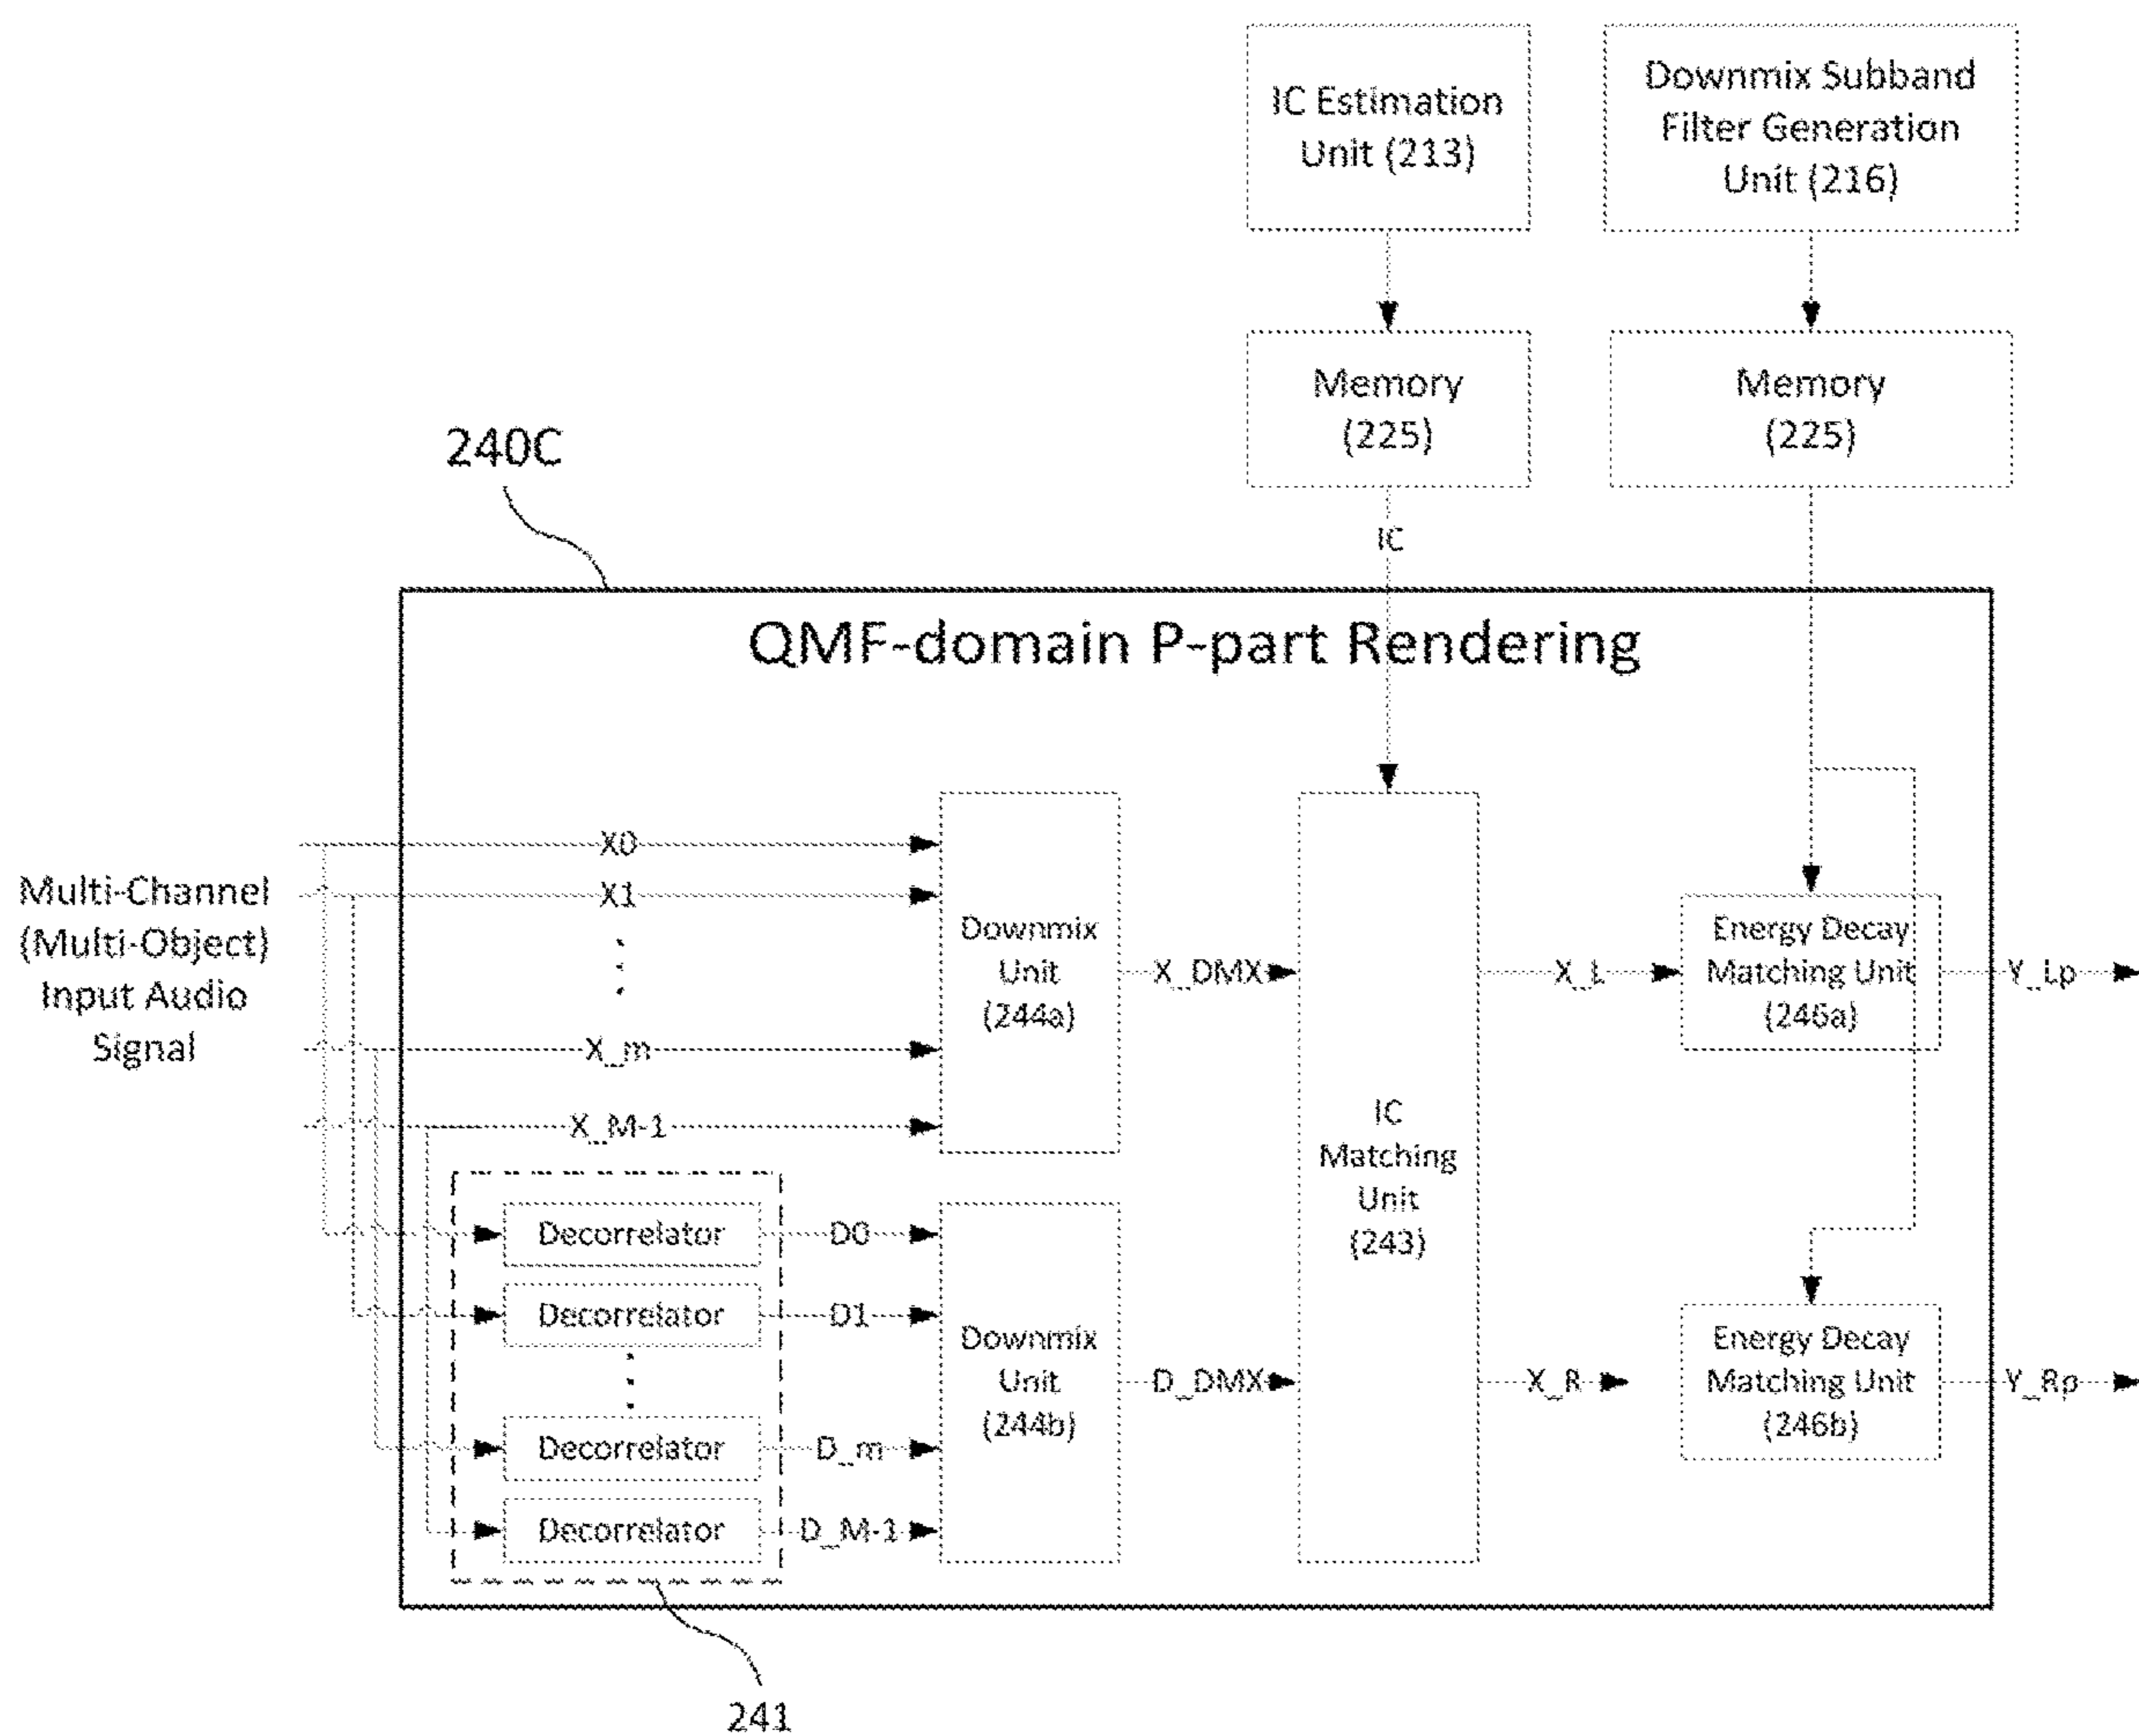 IC Estimation
Unit (213)
Downmix Subband
Filter Generation
Unit (216)
Memory
(225)
Memory
(225)
240C
IC
QMF-domain P-part Rendering
Multi-Channel
(Multi-Object)
Input Audio
Signal
X0
X1
X_m
X_M-1
Downmix
Unit
(244a)
X_DMX
IC
Matching
Unit
(243)
X_L
Energy Decay
Matching Unit
(246a)
Y_Lp
Decorrelator
D0
Decorrelator
D1
Decorrelator
D_m
Decorrelator
D_M-1
Downmix
Unit
(244b)
D_DMX
X_R
Energy Decay
Matching Unit
(246b)
Y_Rp
241